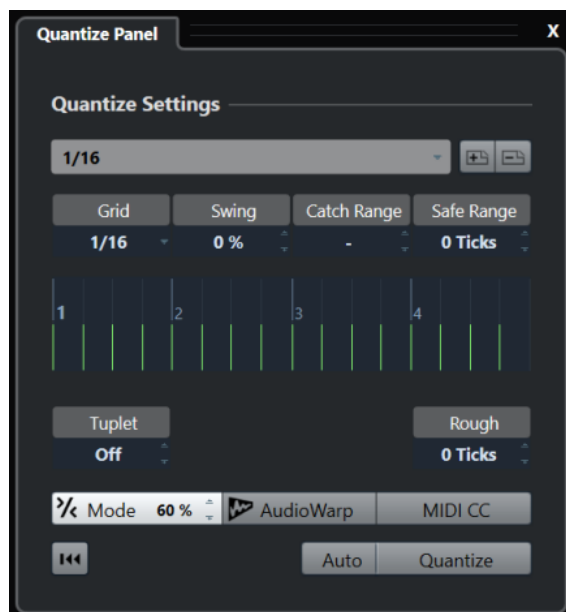 Quantize Panel X
Quantize Settings
1/16
Grid Swing Catch Range Safe Range
1/16 0 % - 0 Ticks
1 2 3 4
Tuplet Rough
Off 0 Ticks
Mode 60 % AudioWarp MIDI CC
Auto Quantize